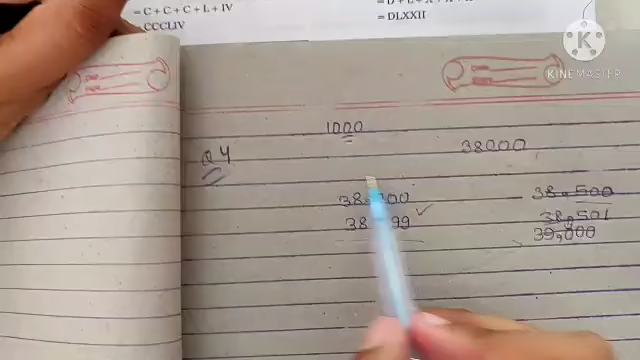 = C + C + C + L + IV
= CCCLIV
= DLXXII
KINEMASTER
1000
Q4
38000
38,500
38,501
39,000